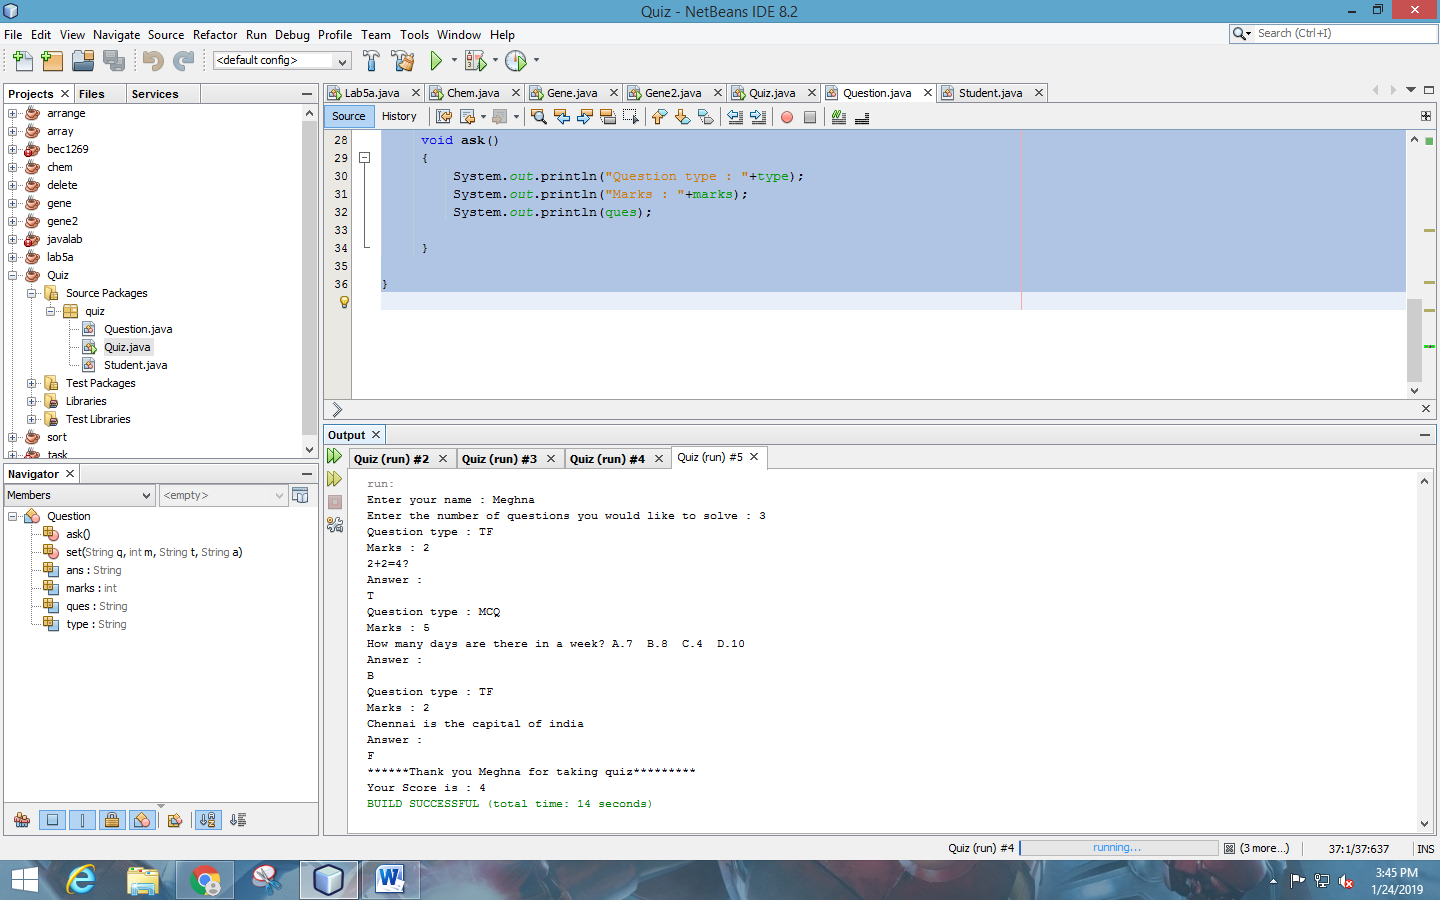 Quiz - NetBeans IDE 8.2
File Edit View Navigate Source Refactor Run Debug Profile Team Tools Window Help
Search (Ctrl+I)
<default config>
Projects Files Services
arrange
array
bec1269
chem
delete
gene
gene2
javalab
lab5a
Quiz
Source Packages
quiz
Question.java
Quiz.java
Student.java
Test Packages
Libraries
Test Libraries
sort
task
Lab5a.java Chem.java Gene.java Gene2.java Quiz.java Question.java Student.java
Source History
28 void ask()
29 {
30 System.out.println("Question type : "+type);
31 System.out.println("Marks : "+marks);
32 System.out.println(ques);
33
34 }
35
36 }
Navigator
Members <empty>
Question
ask()
set(String q, int m, String t, String a)
ans : String
marks : int
ques : String
type : String
Output
Quiz (run) #2 Quiz (run) #3 Quiz (run) #4 Quiz (run) #5
run:
Enter your name : Meghna
Enter the number of questions you would like to solve : 3
Question type : TF
Marks : 2
2+2=4?
Answer :
T
Question type : MCQ
Marks : 5
How many days are there in a week? A.7  B.8  C.4  D.10
Answer :
B
Question type : TF
Marks : 2
Chennai is the capital of india
Answer :
F
******Thank you Meghna for taking quiz*********
Your Score is : 4
BUILD SUCCESSFUL (total time: 14 seconds)
Quiz (run) #4 running... (3 more...) 37:1/37:637 INS
3:45 PM
1/24/2019